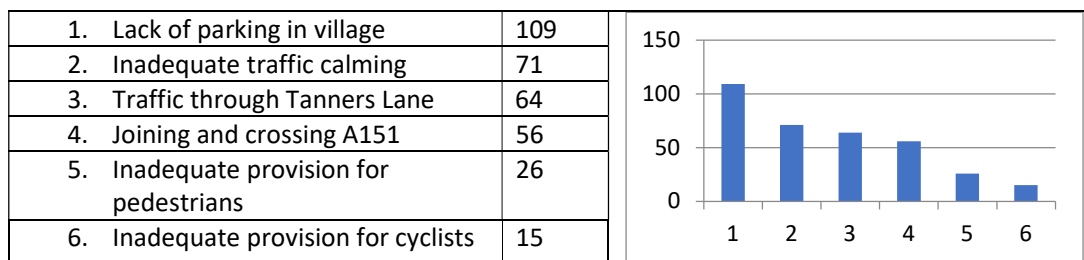 1. Lack of parking in village 109
2. Inadequate traffic calming 71
3. Traffic through Tanners Lane 64
4. Joining and crossing A151 56
5. Inadequate provision for 26
pedestrians
6. Inadequate provision for cyclists 15
150
100
50
0
1 2 3 4 5 6